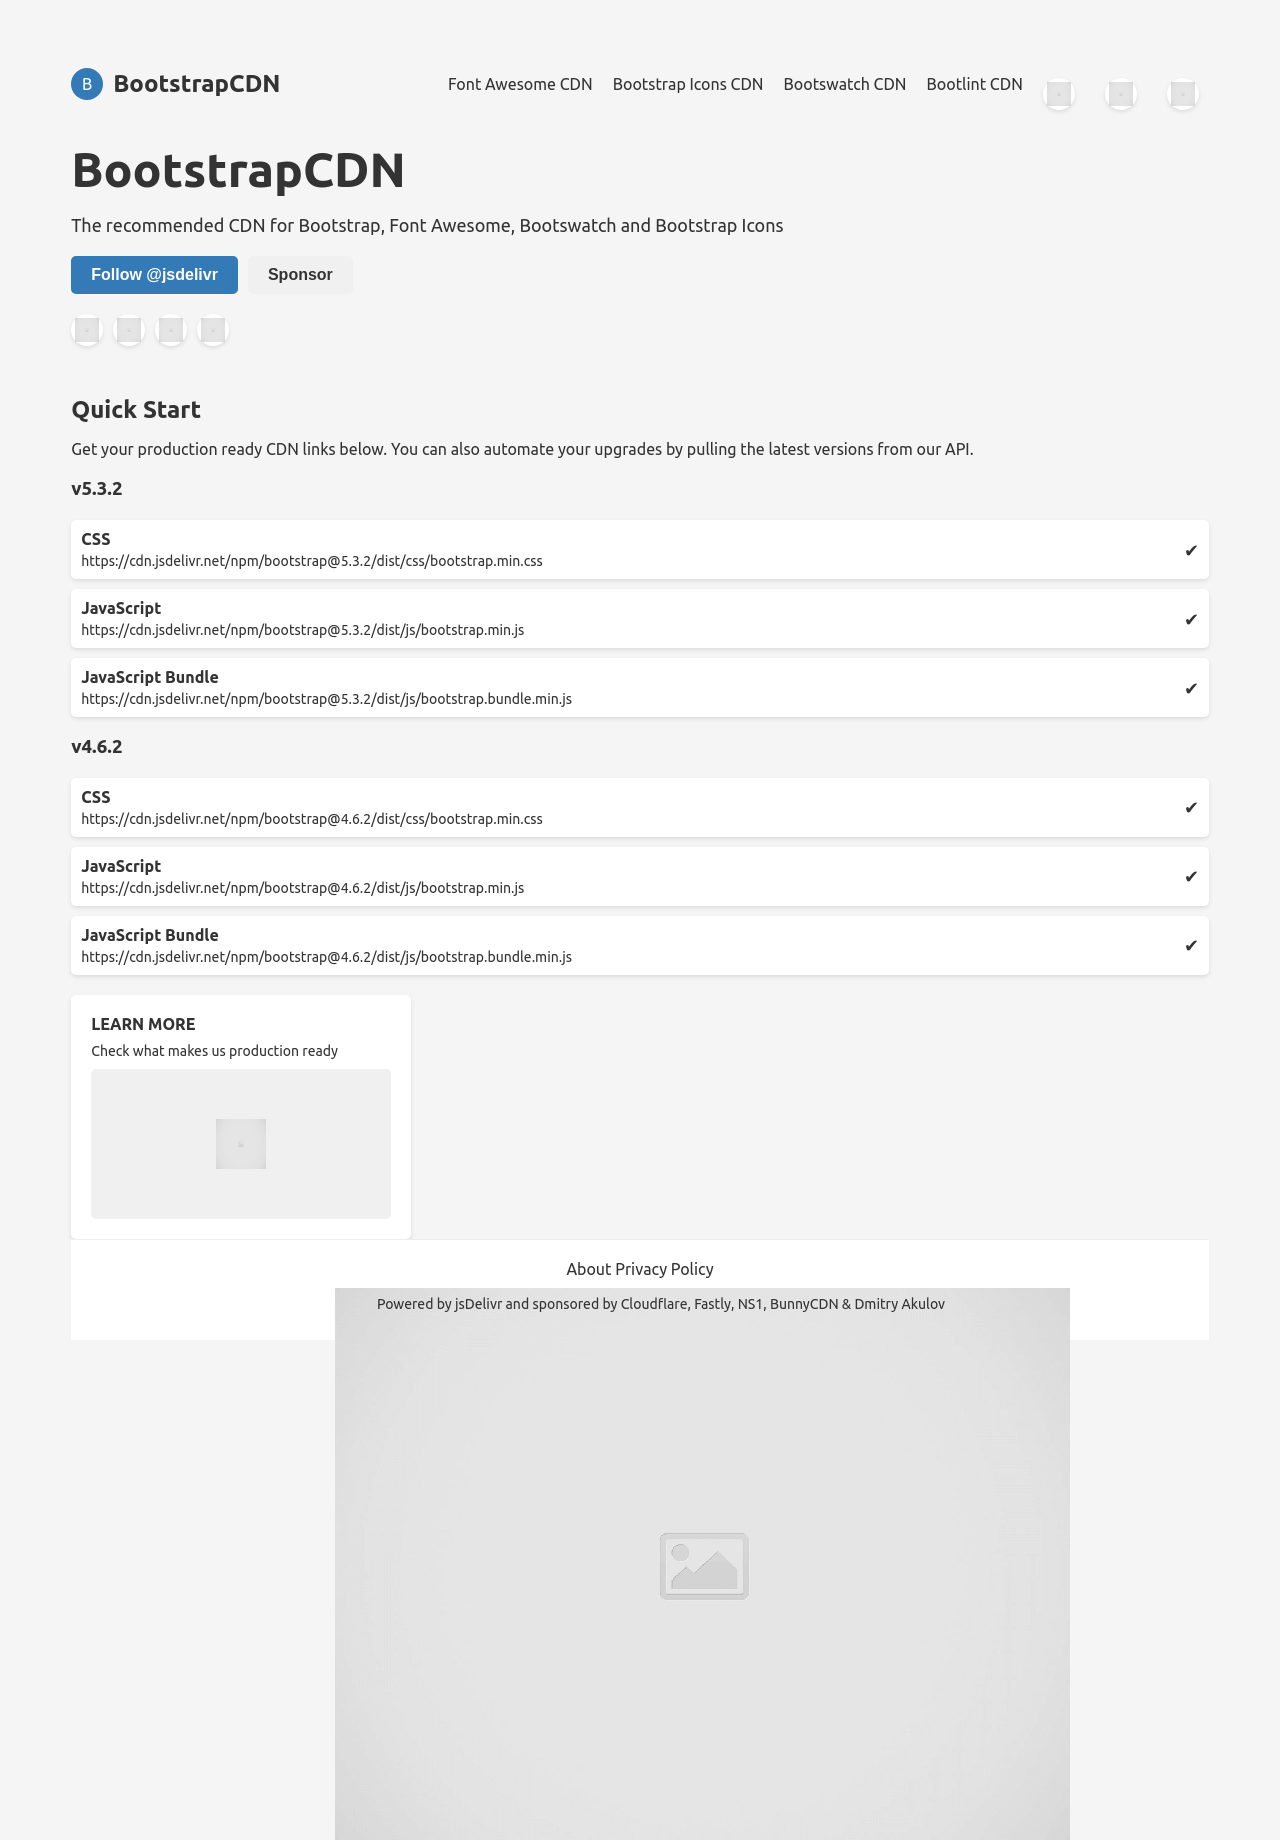 B BootstrapCDN Font Awesome CDN Bootstrap Icons CDN Bootswatch CDN Bootlint CDN
BootstrapCDN
The recommended CDN for Bootstrap, Font Awesome, Bootswatch and Bootstrap Icons
Follow @jsdelivr Sponsor
Quick Start
Get your production ready CDN links below. You can also automate your upgrades by pulling the latest versions from our API.
v5.3.2
CSS
https://cdn.jsdelivr.net/npm/bootstrap@5.3.2/dist/css/bootstrap.min.css ✔
JavaScript
https://cdn.jsdelivr.net/npm/bootstrap@5.3.2/dist/js/bootstrap.min.js ✔
JavaScript Bundle
https://cdn.jsdelivr.net/npm/bootstrap@5.3.2/dist/js/bootstrap.bundle.min.js ✔
v4.6.2
CSS
https://cdn.jsdelivr.net/npm/bootstrap@4.6.2/dist/css/bootstrap.min.css ✔
JavaScript
https://cdn.jsdelivr.net/npm/bootstrap@4.6.2/dist/js/bootstrap.min.js ✔
JavaScript Bundle
https://cdn.jsdelivr.net/npm/bootstrap@4.6.2/dist/js/bootstrap.bundle.min.js ✔
LEARN MORE
Check what makes us production ready
About Privacy Policy
Powered by jsDelivr and sponsored by Cloudflare, Fastly, NS1, BunnyCDN & Dmitry Akulov